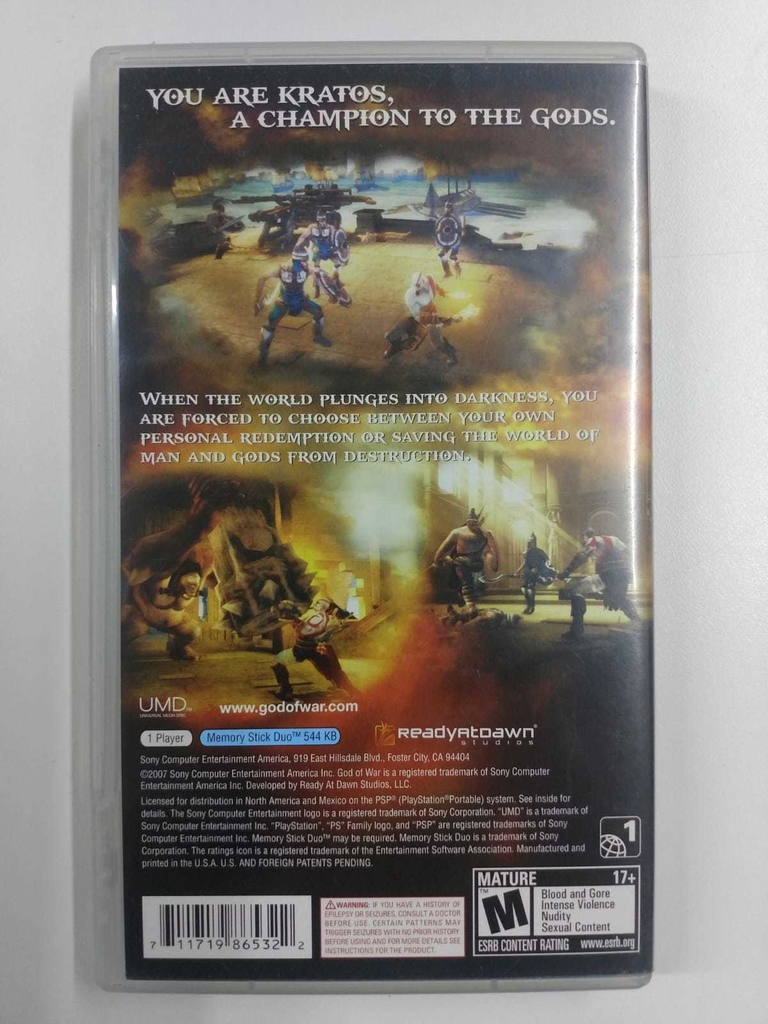 YOU ARE KRATOS,
A CHAMPION TO THE GODS.
WHEN THE WORLD PLUNGES INTO DARKNESS, YOU
ARE FORCED TO CHOOSE BETWEEN YOUR OWN
PERSONAL REDEMPTION OR SAVING THE WORLD OF
MAN AND GODS FROM DESTRUCTION.
UMD™
UNIVERSAL MEDIA DISC
www.godofwar.com
1 Player
Memory Stick Duo™ 544 KB
ReadyAtDawn®
studios
Sony Computer Entertainment America, 919 East Hillsdale Blvd., Foster City, CA 94404
©2007 Sony Computer Entertainment America Inc. God of War is a registered trademark of Sony Computer
Entertainment America Inc. Developed by Ready At Dawn Studios, LLC.
Licensed for distribution in North America and Mexico on the PSP® (PlayStation®Portable) system. See inside for
details. The Sony Computer Entertainment logo is a registered trademark of Sony Corporation. "UMD" is a trademark of
Sony Computer Entertainment Inc. "PlayStation", "PS" Family logo, and "PSP" are registered trademarks of Sony
Computer Entertainment Inc. Memory Stick Duo™ may be required. Memory Stick Duo is a trademark of Sony
Corporation. The ratings icon is a registered trademark of the Entertainment Software Association. Manufactured and
printed in the U.S.A. U.S. AND FOREIGN PATENTS PENDING.
1
7 11719 86532 2
WARNING: IF YOU HAVE A HISTORY OF
EPILEPSY OR SEIZURES, CONSULT A DOCTOR
BEFORE USE. CERTAIN PATTERNS MAY
TRIGGER SEIZURES WITH NO PRIOR HISTORY.
BEFORE USING AND FOR MORE DETAILS SEE
INSTRUCTIONS FOR THE PRODUCT.
MATURE 17+
M™
Blood and Gore
Intense Violence
Nudity
Sexual Content
ESRB CONTENT RATING www.esrb.org